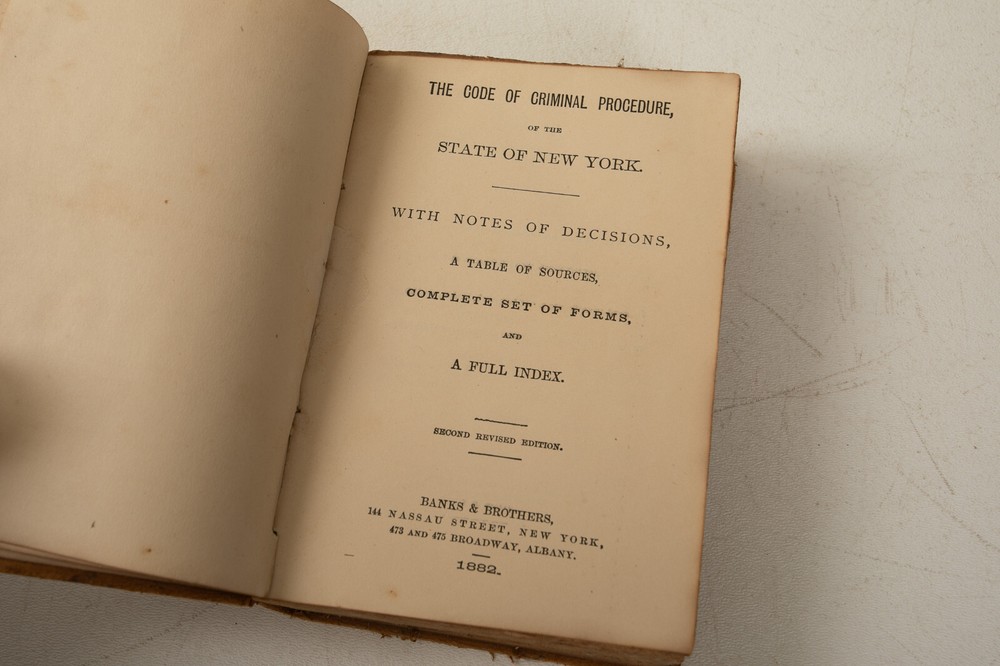 THE CODE OF CRIMINAL PROCEDURE,
OF THE
STATE OF NEW YORK.
WITH NOTES OF DECISIONS,
A TABLE OF SOURCES,
COMPLETE SET OF FORMS,
AND
A FULL INDEX.
SECOND REVISED EDITION.
BANKS & BROTHERS,
144 NASSAU STREET, NEW YORK,
473 AND 475 BROADWAY, ALBANY.
1882.